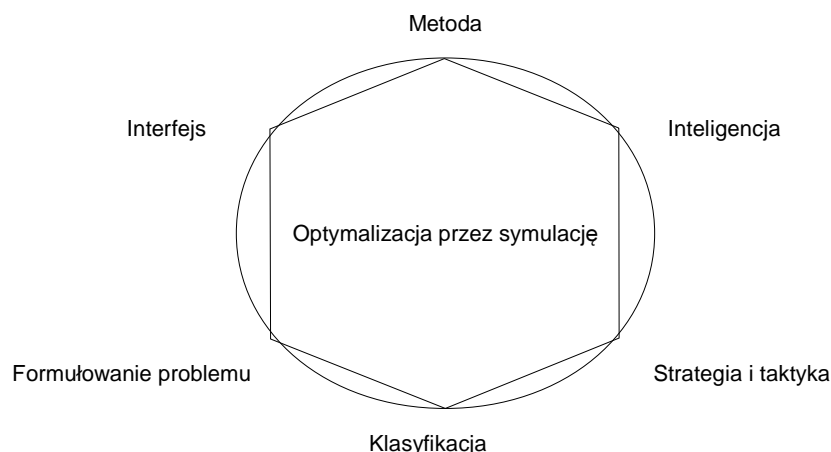 Metoda
Interfejs
Inteligencja
Optymalizacja przez symulację
Formułowanie problemu
Strategia i taktyka
Klasyfikacja